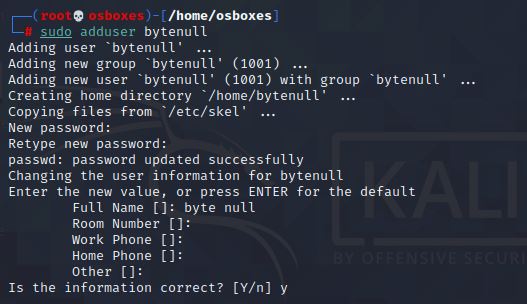 ┌──(root💀osboxes)-[/home/osboxes]
└─# sudo adduser bytenull
Adding user `bytenull' ...
Adding new group `bytenull' (1001) ...
Adding new user `bytenull' (1001) with group `bytenull' ...
Creating home directory `/home/bytenull' ...
Copying files from `/etc/skel' ...
New password:
Retype new password:
passwd: password updated successfully
Changing the user information for bytenull
Enter the new value, or press ENTER for the default
Full Name []: byte null
Room Number []:
Work Phone []:
Home Phone []:
Other []:
Is the information correct? [Y/n] y
KALI
BY OFFENSIVE SECURI